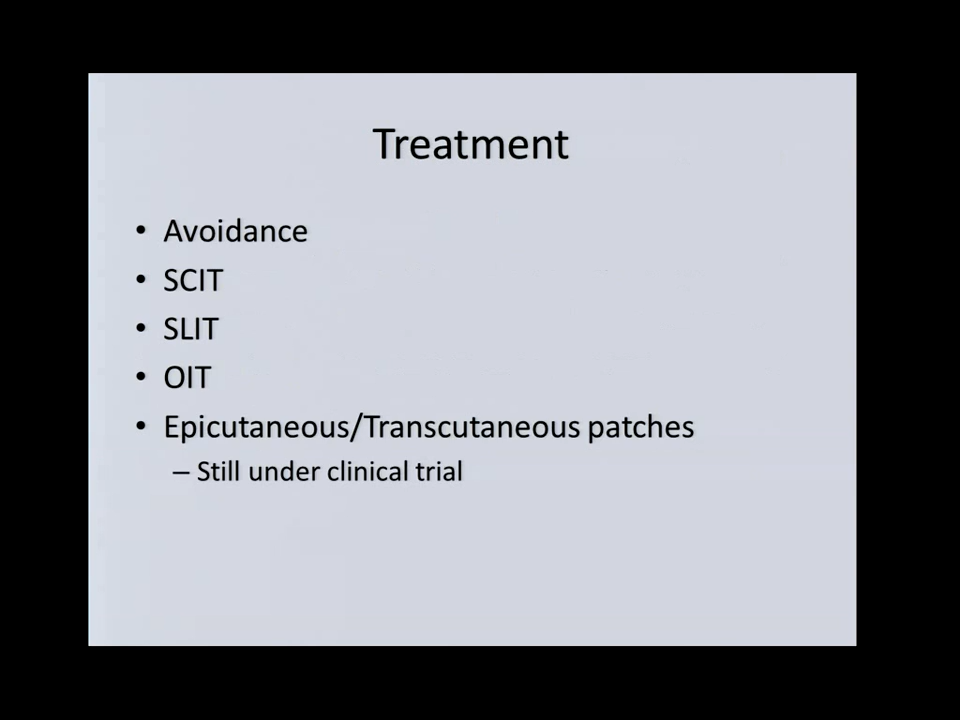 Treatment
• Avoidance
• SCIT
• SLIT
• OIT
• Epicutaneous/Transcutaneous patches
– Still under clinical trial